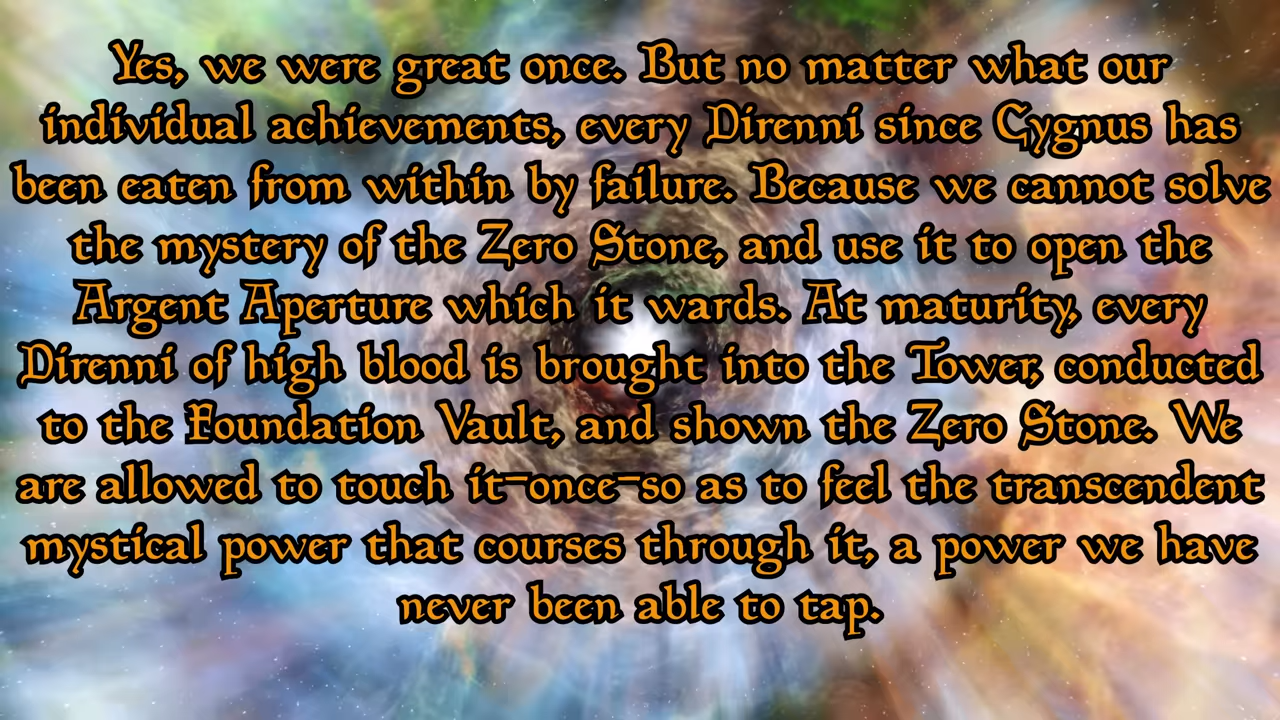 Yes, we were great once. But no matter what our
individual achievements, every Direnni since Cygnus has
been eaten from within by failure. Because we cannot solve
the mystery of the Zero Stone, and use it to open the
Argent Aperture which it wards. At maturity, every
Direnni of high blood is brought into the Tower, conducted
to the Foundation Vault, and shown the Zero Stone. We
are allowed to touch it–once–so as to feel the transcendent
mystical power that courses through it, a power we have
never been able to tap.